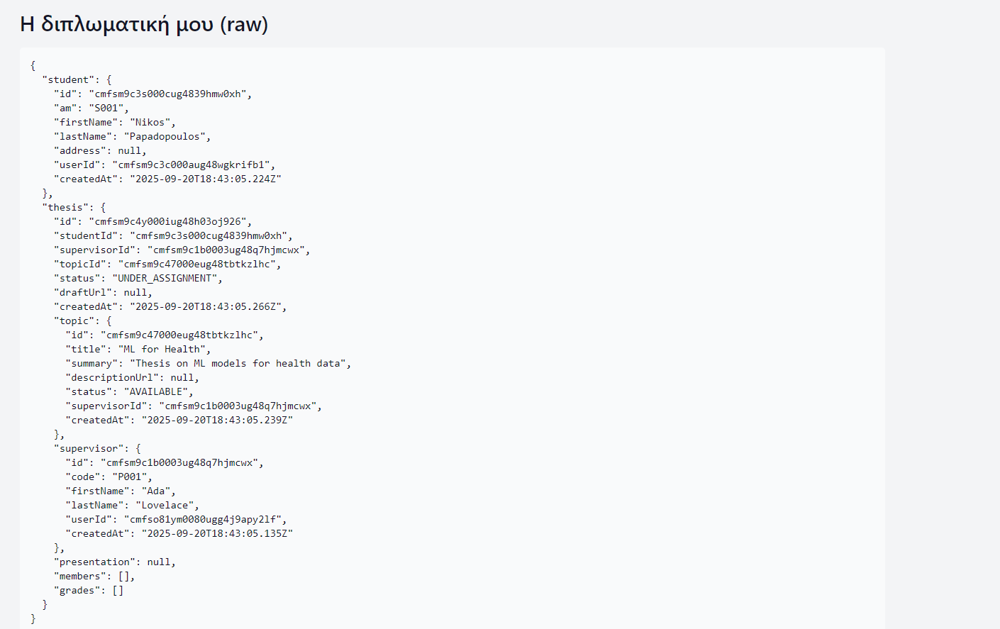 Η διπλωματική μου (raw)
{
  "student": {
    "id": "cmfsm9c3s000cug4839hmw0xh",
    "am": "S001",
    "firstName": "Nikos",
    "lastName": "Papadopoulos",
    "address": null,
    "userId": "cmfsm9c3c000aug48wgkrifb1",
    "createdAt": "2025-09-20T18:43:05.224Z"
  },
  "thesis": {
    "id": "cmfsm9c4y000iug48h03oj926",
    "studentId": "cmfsm9c3s000cug4839hmw0xh",
    "supervisorId": "cmfsm9c1b0003ug48q7hjmcwx",
    "topicId": "cmfsm9c47000eug48tbtkzlhc",
    "status": "UNDER_ASSIGNMENT",
    "draftUrl": null,
    "createdAt": "2025-09-20T18:43:05.266Z",
    "topic": {
      "id": "cmfsm9c47000eug48tbtkzlhc",
      "title": "ML for Health",
      "summary": "Thesis on ML models for health data",
      "descriptionUrl": null,
      "status": "AVAILABLE",
      "supervisorId": "cmfsm9c1b0003ug48q7hjmcwx",
      "createdAt": "2025-09-20T18:43:05.239Z"
    },
    "supervisor": {
      "id": "cmfsm9c1b0003ug48q7hjmcwx",
      "code": "P001",
      "firstName": "Ada",
      "lastName": "Lovelace",
      "userId": "cmfso81ym0080ugg4j9apy2lf",
      "createdAt": "2025-09-20T18:43:05.135Z"
    },
    "presentation": null,
    "members": [],
    "grades": []
  }
}